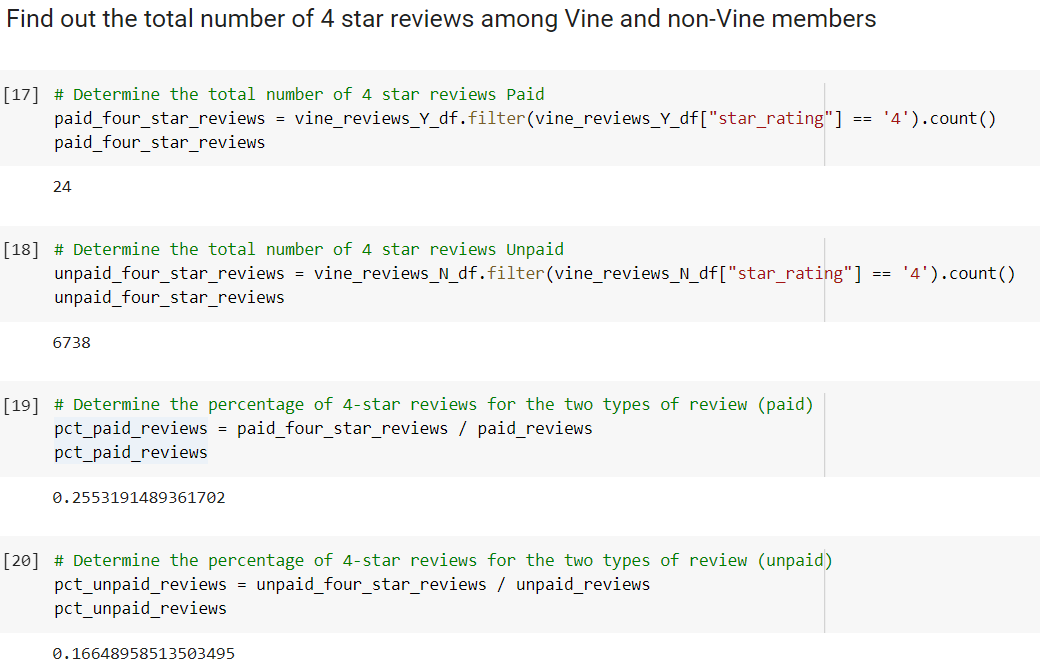 Find out the total number of 4 star reviews among Vine and non-Vine members
[17] # Determine the total number of 4 star reviews Paid
paid_four_star_reviews = vine_reviews_Y_df.filter(vine_reviews_Y_df["star_rating"] == '4').count()
paid_four_star_reviews
24
[18] # Determine the total number of 4 star reviews Unpaid
unpaid_four_star_reviews = vine_reviews_N_df.filter(vine_reviews_N_df["star_rating"] == '4').count()
unpaid_four_star_reviews
6738
[19] # Determine the percentage of 4-star reviews for the two types of review (paid)
pct_paid_reviews = paid_four_star_reviews / paid_reviews
pct_paid_reviews
0.2553191489361702
[20] # Determine the percentage of 4-star reviews for the two types of review (unpaid)
pct_unpaid_reviews = unpaid_four_star_reviews / unpaid_reviews
pct_unpaid_reviews
0.16648958513503495